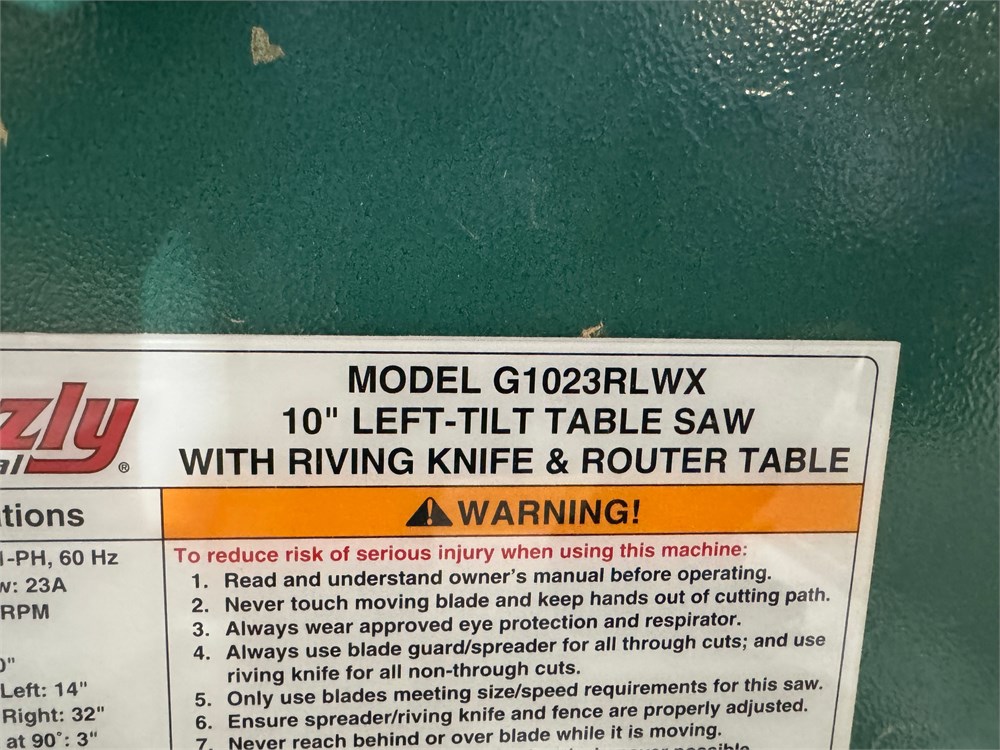 zly
al ®
MODEL G1023RLWX
10" LEFT-TILT TABLE SAW
WITH RIVING KNIFE & ROUTER TABLE
tions
-PH, 60 Hz
w: 23A
RPM
0"
Left: 14"
Right: 32"
at 90°: 3"
WARNING!
To reduce risk of serious injury when using this machine:
1. Read and understand owner's manual before operating.
2. Never touch moving blade and keep hands out of cutting path.
3. Always wear approved eye protection and respirator.
4. Always use blade guard/spreader for all through cuts; and use
riving knife for all non-through cuts.
5. Only use blades meeting size/speed requirements for this saw.
6. Ensure spreader/riving knife and fence are properly adjusted.
7. Never reach behind or over blade while it is moving.